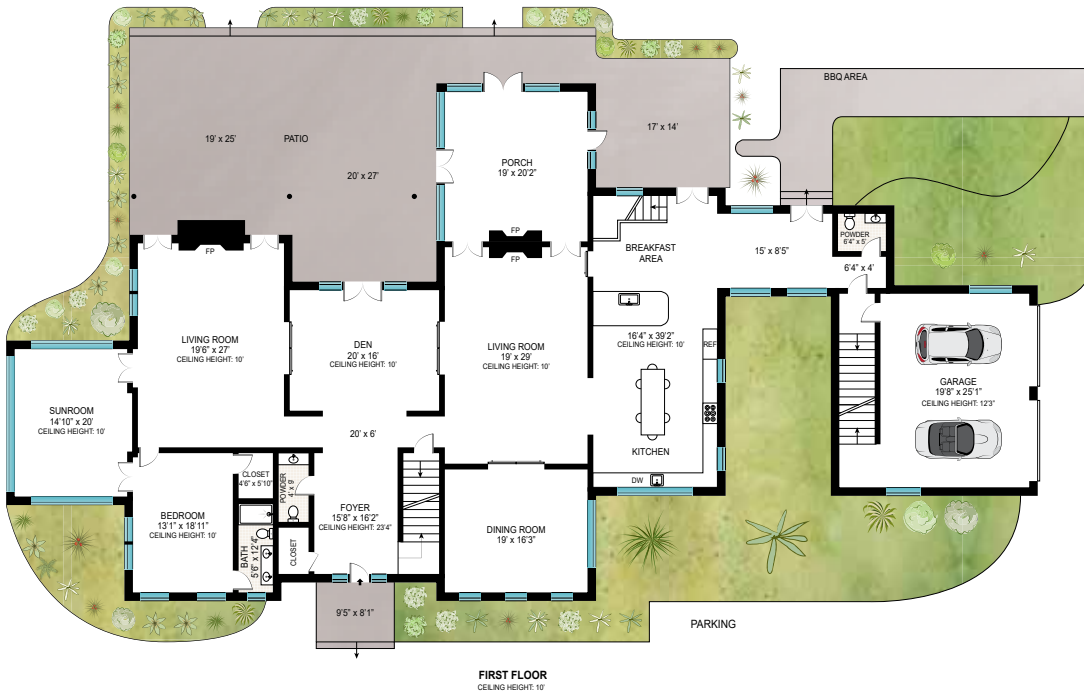 BBQ AREA
19' x 25'
PATIO
20' x 27'
PORCH
19' x 20'2"
17' x 14'
FP
FP
FP
BREAKFAST
AREA
15' x 8'5"
POWDER
6'4" x 5'
6'4" x 4'
LIVING ROOM
19'6" x 27'
CEILING HEIGHT: 10'
DEN
20' x 16'
CEILING HEIGHT: 10'
LIVING ROOM
19' x 29'
CEILING HEIGHT: 10'
16'4" x 39'2"
CEILING HEIGHT: 10'
REF
GARAGE
19'8" x 25'1"
CEILING HEIGHT: 12'3"
SUNROOM
14'10" x 20'
CEILING HEIGHT: 10'
20' x 6'
KITCHEN
DW
CLOSET
4'6" x 5'10"
POWDER
4' x 9'
BEDROOM
13'1" x 18'11"
CEILING HEIGHT: 10'
FOYER
15'8" x 16'2"
CEILING HEIGHT: 23'4"
DINING ROOM
19' x 16'3"
BATH
5'6" x 12'4"
CLOSET
9'5" x 8'1"
PARKING
FIRST FLOOR
CEILING HEIGHT: 10'